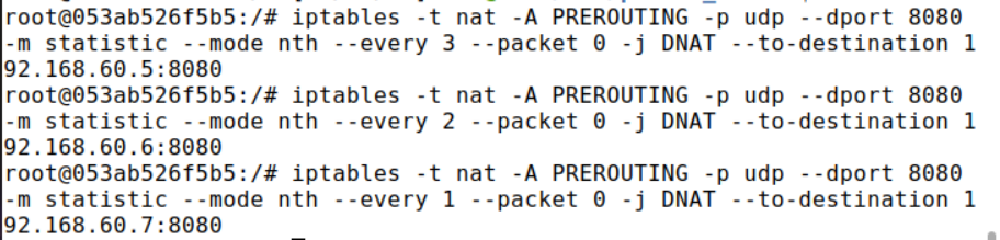 root@053ab526f5b5:/# iptables -t nat -A PREROUTING -p udp --dport 8080
-m statistic --mode nth --every 3 --packet 0 -j DNAT --to-destination 1
92.168.60.5:8080
root@053ab526f5b5:/# iptables -t nat -A PREROUTING -p udp --dport 8080
-m statistic --mode nth --every 2 --packet 0 -j DNAT --to-destination 1
92.168.60.6:8080
root@053ab526f5b5:/# iptables -t nat -A PREROUTING -p udp --dport 8080
-m statistic --mode nth --every 1 --packet 0 -j DNAT --to-destination 1
92.168.60.7:8080